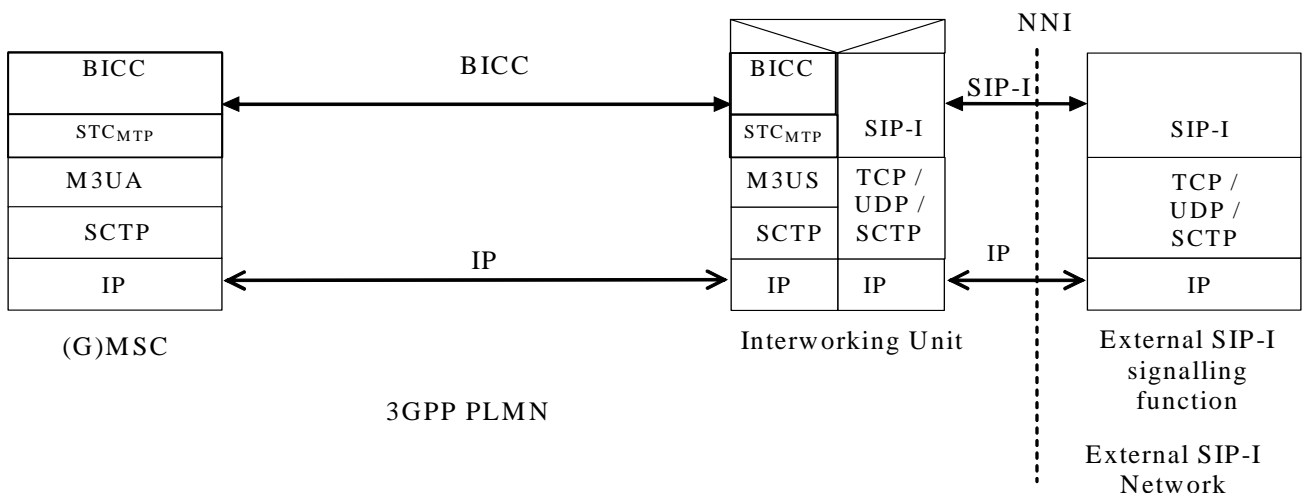 NNI
BICC
STCMTP
M3UA
SCTP
IP
(G)MSC
BICC
IP
3GPP PLMN
BICC
STCMTP
M3US
SCTP
IP
SIP-I
TCP /
UDP /
SCTP
IP
Interworking Unit
SIP-I
IP
SIP-I
TCP /
UDP /
SCTP
IP
External SIP-I
signalling
function
External SIP-I
Network